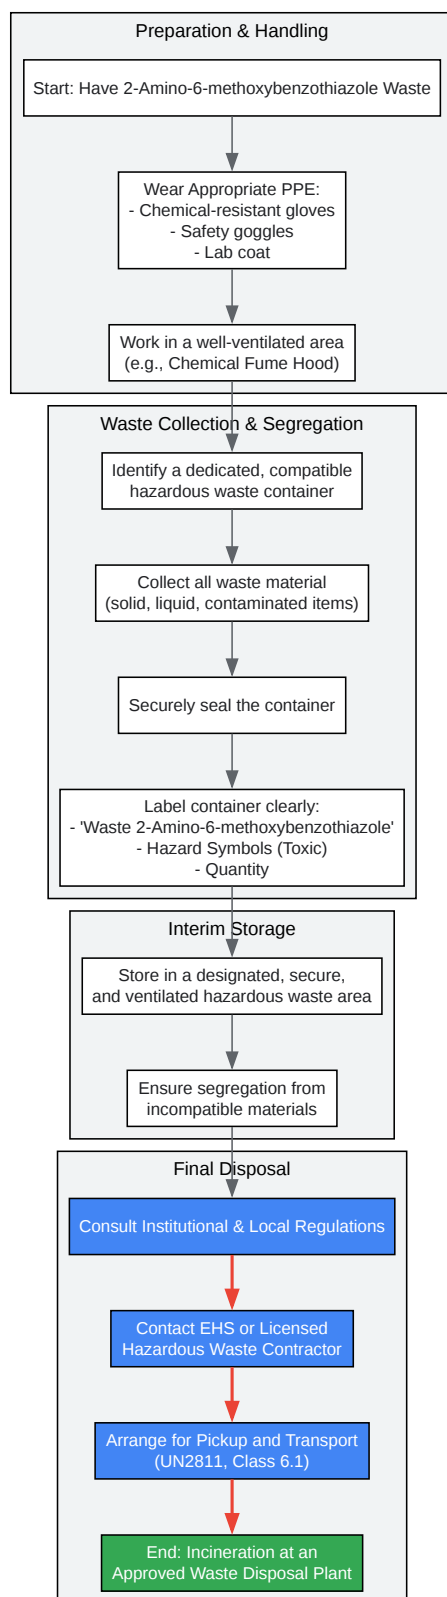 Preparation & Handling
Start: Have 2-Amino-6-methoxybenzothiazole Waste
Wear Appropriate PPE:
- Chemical-resistant gloves
- Safety goggles
- Lab coat
Work in a well-ventilated area
(e.g., Chemical Fume Hood)
Waste Collection & Segregation
Identify a dedicated, compatible
hazardous waste container
Collect all waste material
(solid, liquid, contaminated items)
Securely seal the container
Label container clearly:
- 'Waste 2-Amino-6-methoxybenzothiazole'
- Hazard Symbols (Toxic)
- Quantity
Interim Storage
Store in a designated, secure,
and ventilated hazardous waste area
Ensure segregation from
incompatible materials
Final Disposal
Consult Institutional & Local Regulations
Contact EHS or Licensed
Hazardous Waste Contractor
Arrange for Pickup and Transport
(UN2811, Class 6.1)
End: Incineration at an
Approved Waste Disposal Plant